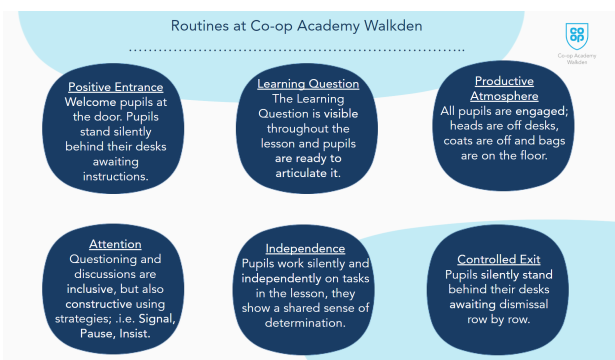 Routines at Co-op Academy Walkden
co
op
Co-op Academy
Walkden
Positive Entrance
Welcome pupils at
the door. Pupils
stand silently
behind their desks
awaiting
instructions.
Learning Question
The Learning
Question is visible
throughout the
lesson and pupils
are ready to
articulate it.
Productive
Atmosphere
All pupils are engaged;
heads are off desks,
coats are off and bags
are on the floor.
Attention
Questioning and
discussions are
inclusive, but also
constructive using
strategies; .i.e. Signal,
Pause, Insist.
Independence
Pupils work silently and
independently on tasks
in the lesson, they
show a shared sense of
determination.
Controlled Exit
Pupils silently stand
behind their desks
awaiting dismissal
row by row.